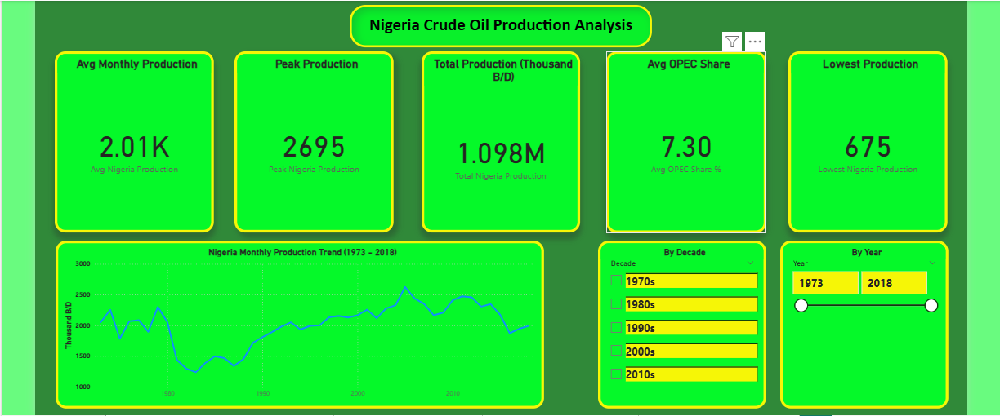 Nigeria Crude Oil Production Analysis
Avg Monthly Production
2.01K
Avg Nigeria Production
Peak Production
2695
Peak Nigeria Production
Total Production (Thousand
B/D)
1.098M
Total Nigeria Production
Avg OPEC Share
7.30
Avg OPEC Share %
Lowest Production
675
Lowest Nigeria Production
Nigeria Monthly Production Trend (1973 - 2018)
Thousand B/D
3000
2500
2000
1500
1000
1980
1990
2000
2010
By Decade
Decade
1970s
1980s
1990s
2000s
2010s
By Year
Year
1973
2018